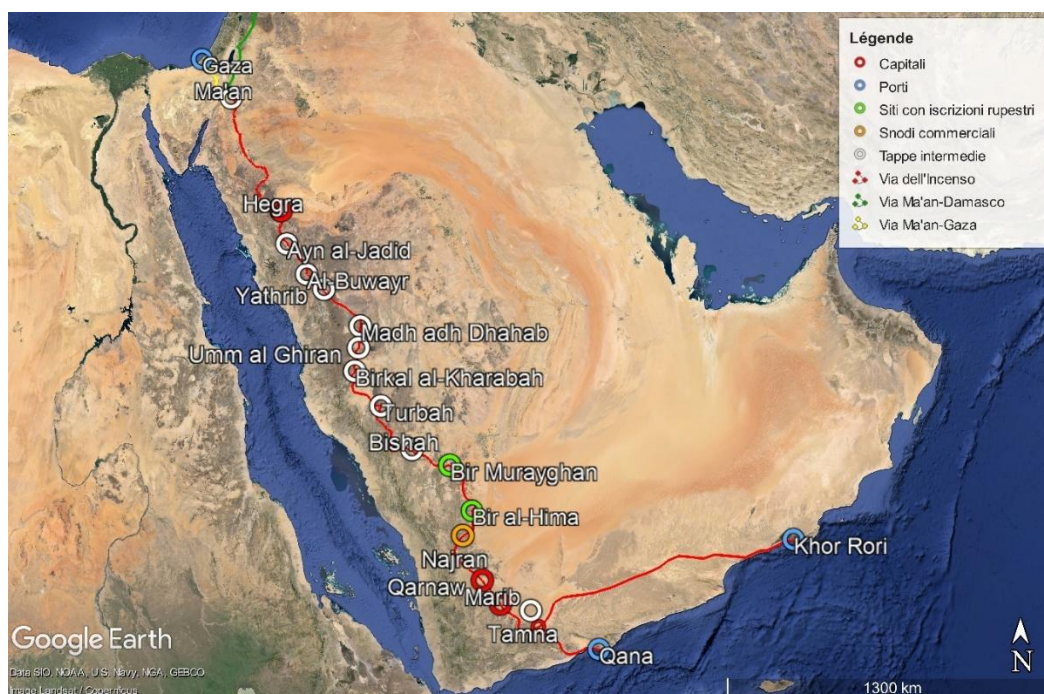 Légende
Capitali
Porti
Siti con iscrizioni rupestri
Snodi commerciali
Tappe intermedie
Via dell'Incenso
Via Ma'an-Damasco
Via Ma'an-Gaza
Gaza
Ma'an
Hegra
Ayn al-Jadid
Al-Buwayr
Yathrib
Madh adh Dhahab
Umm al Ghiran
Birkal al-Kharabah
Turbah
Bishah
Bir Murayghan
Bir al-Hima
Najran
Khor Rori
Qarnaw
Marib
Tamna
Qana
N
Google Earth
Data SIO, NOAA, U.S. Navy, NGA, GEBCO
Image Landsat / Copernicus
1300 km